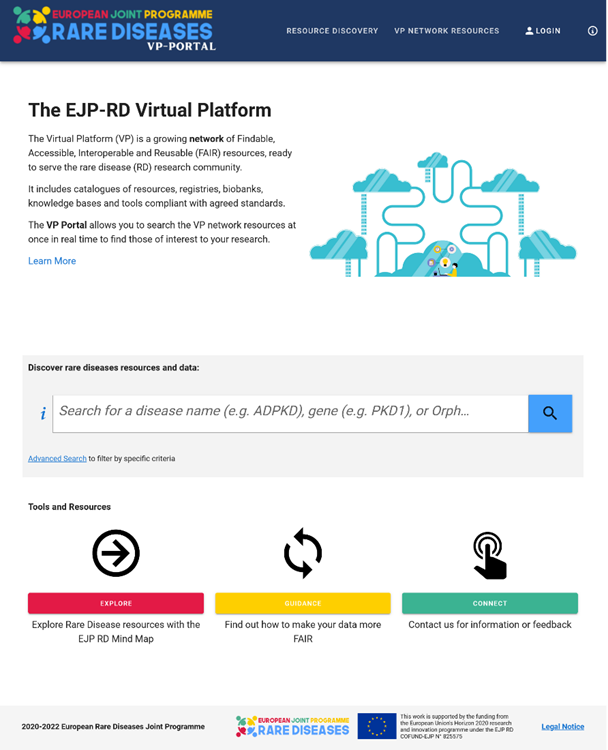 EUROPEAN JOINT PROGRAMME
RARE DISEASES
VP-PORTAL
RESOURCE DISCOVERY
VP NETWORK RESOURCES
LOGIN
The EJP-RD Virtual Platform
The Virtual Platform (VP) is a growing network of Findable,
Accessible, Interoperable and Reusable (FAIR) resources, ready
to serve the rare disease (RD) research community.
It includes catalogues of resources, registries, biobanks,
knowledge bases and tools compliant with agreed standards.
The VP Portal allows you to search the VP network resources at
once in real time to find those of interest to your research.
Learn More
Discover rare diseases resources and data:
i Search for a disease name (e.g. ADPKD), gene (e.g. PKD1), or Orph...
Advanced Search to filter by specific criteria
Tools and Resources
EXPLORE
Explore Rare Disease resources with the
EJP RD Mind Map
GUIDANCE
Find out how to make your data more
FAIR
CONNECT
Contact us for information or feedback
2020-2022 European Rare Diseases Joint Programme
EUROPEAN JOINT PROGRAMME
RARE DISEASES
This work is supported by the funding from
the European Union's Horizon 2020 research
and innovation programme under the EJP RD
COFUND-EJP N° 825575
Legal Notice